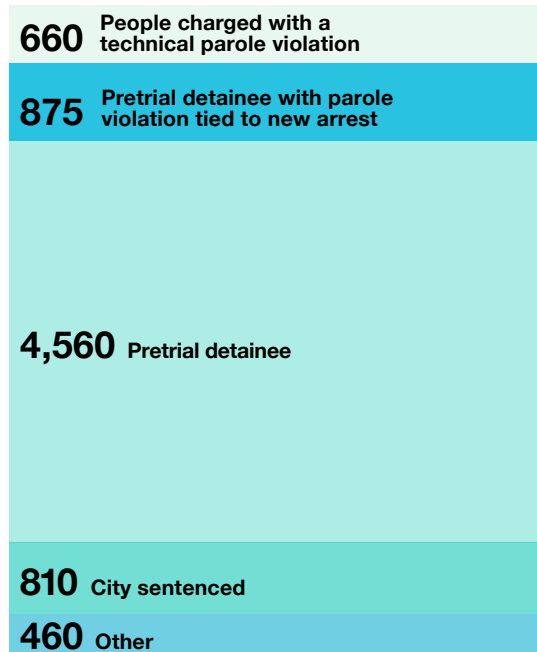 660 People charged with a
technical parole violation
875 Pretrial detainee with parole
violation tied to new arrest
4,560 Pretrial detainee
810 City sentenced
460 Other